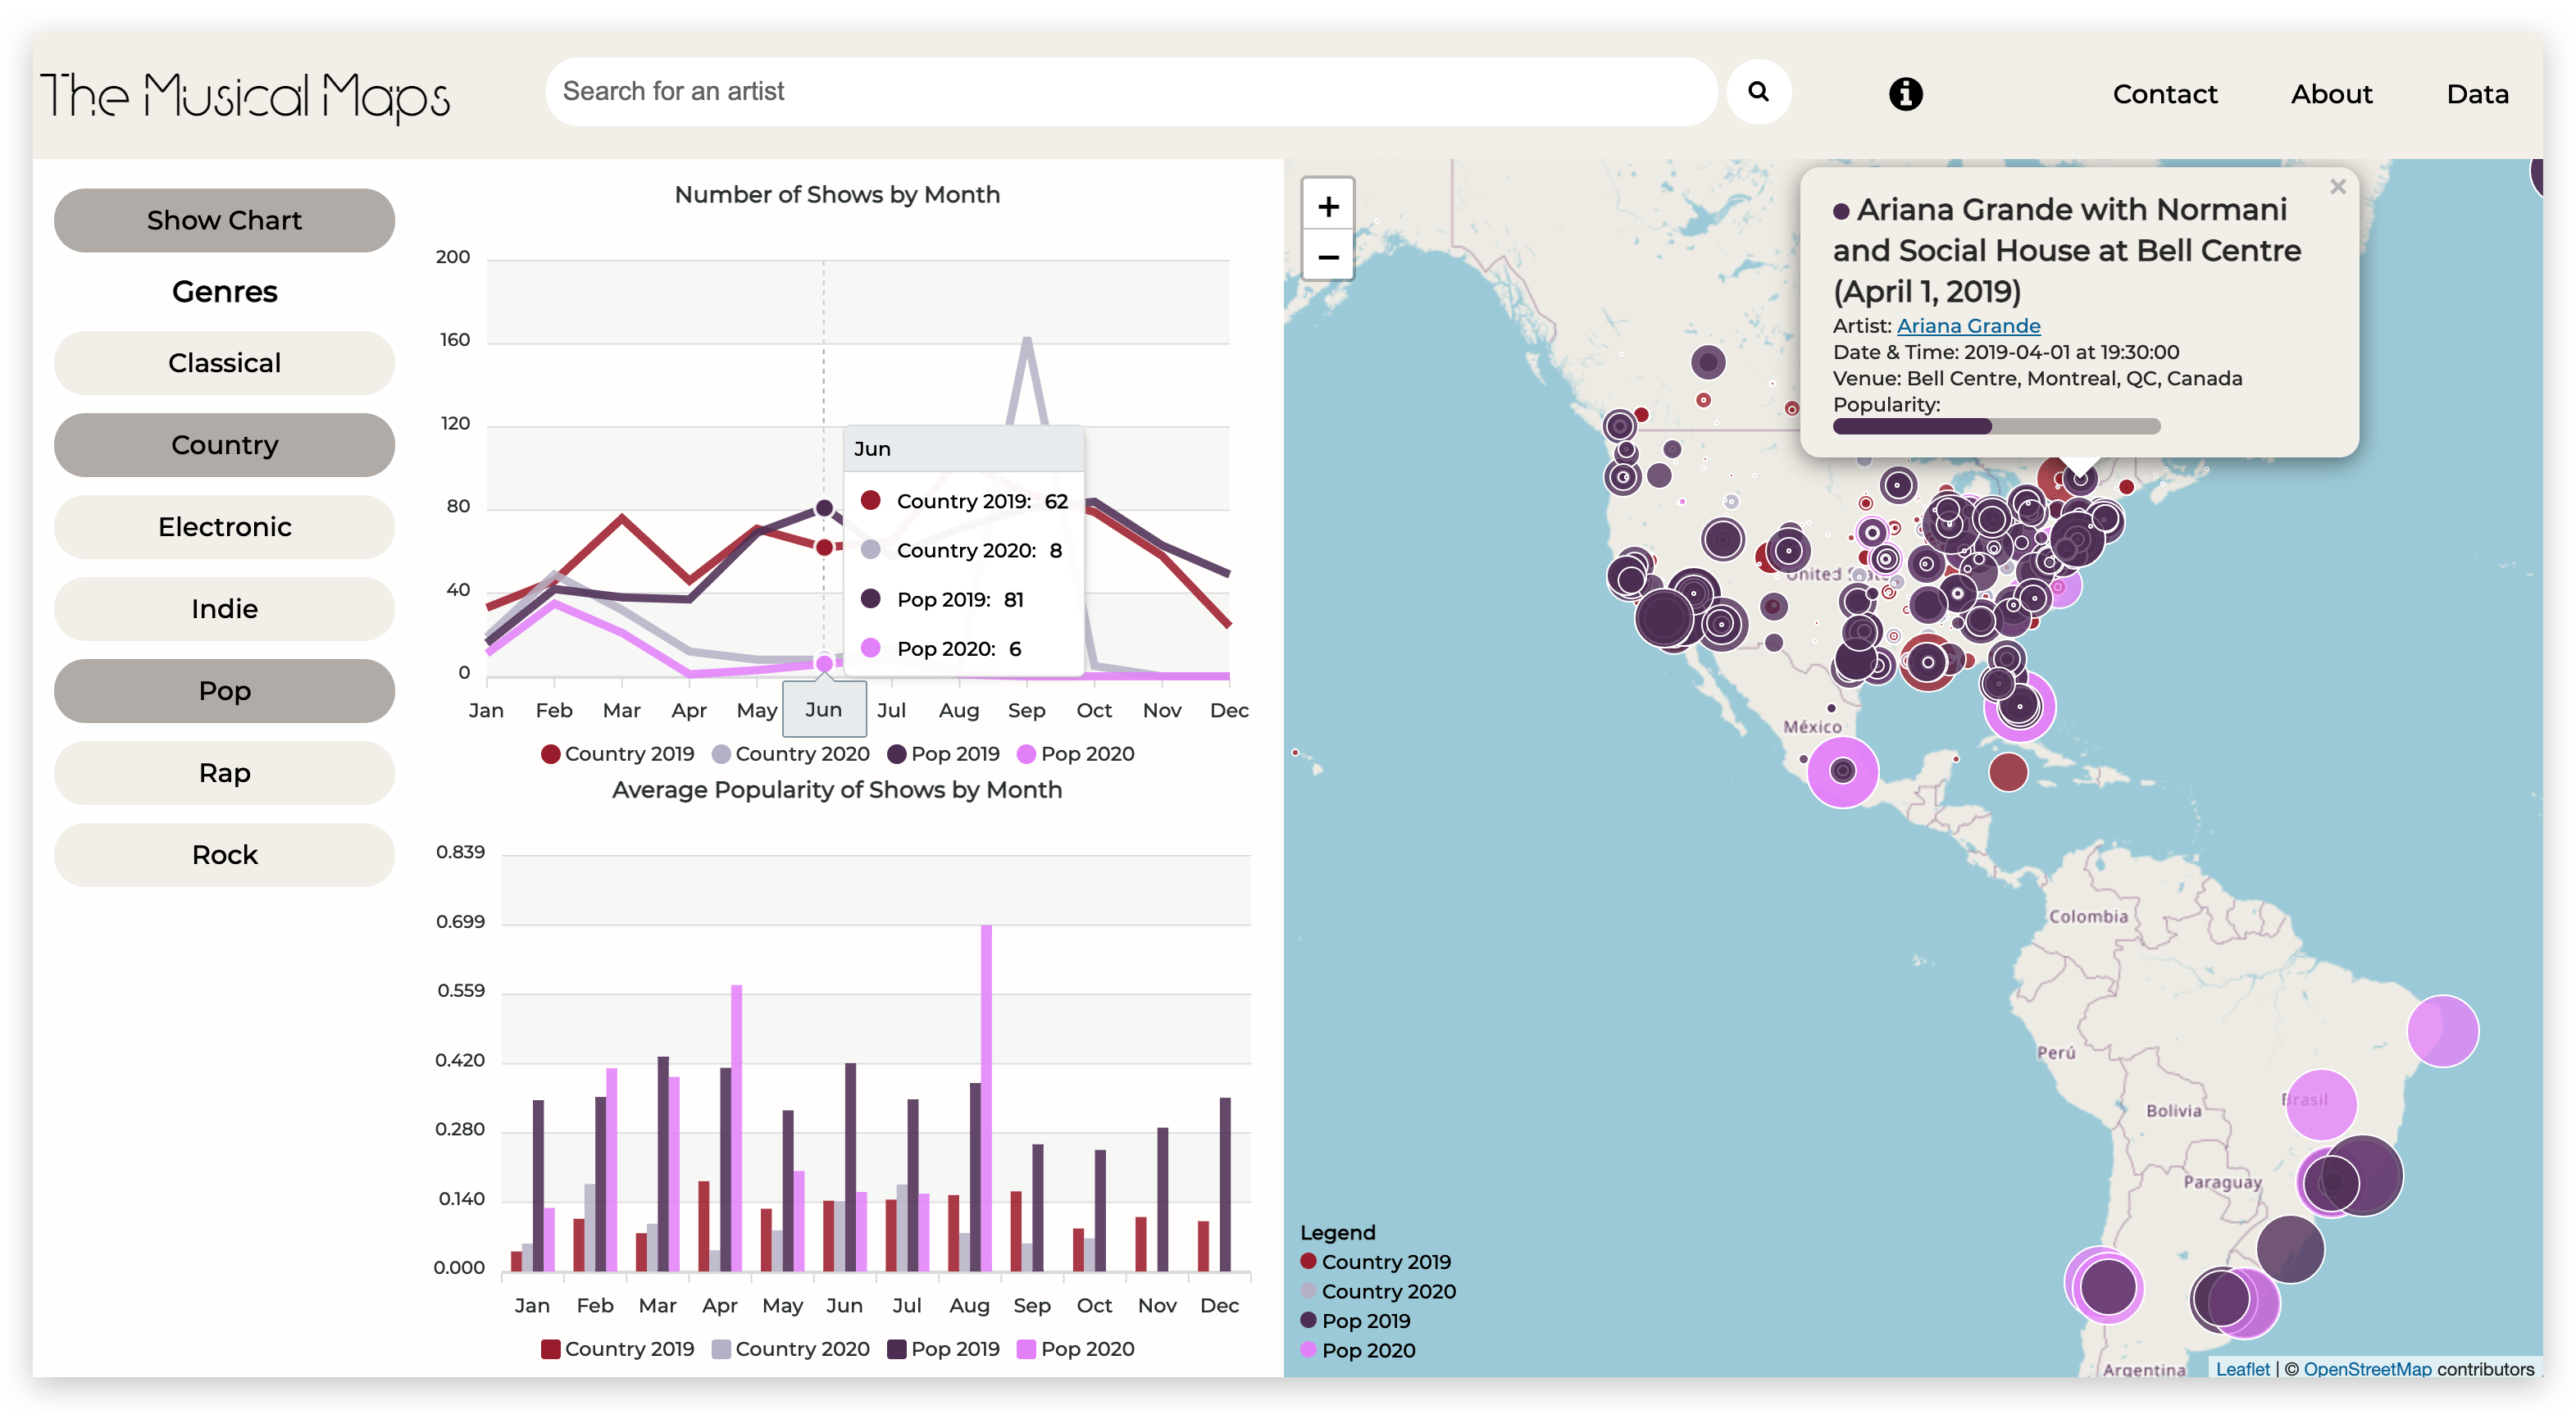 The Musical Maps
Search for an artist
Contact
About
Data
Show Chart
Genres
Classical
Country
Electronic
Indie
Pop
Rap
Rock
Number of Shows by Month
200
160
120
80
40
0
Jan Feb Mar Apr May Jun Jul Aug Sep Oct Nov Dec
Jun
Country 2019: 62
Country 2020: 8
Pop 2019: 81
Pop 2020: 6
Country 2019 Country 2020 Pop 2019 Pop 2020
Average Popularity of Shows by Month
0.839
0.699
0.559
0.420
0.280
0.140
0.000
Jan Feb Mar Apr May Jun Jul Aug Sep Oct Nov Dec
Country 2019 Country 2020 Pop 2019 Pop 2020
+
−
×
Ariana Grande with Normani
and Social House at Bell Centre
(April 1, 2019)
Artist: Ariana Grande
Date & Time: 2019-04-01 at 19:30:00
Venue: Bell Centre, Montreal, QC, Canada
Popularity:
United
México
Colombia
Perú
Brasil
Bolivia
Paraguay
Argentina
Legend
Country 2019
Country 2020
Pop 2019
Pop 2020
Leaflet | © OpenStreetMap contributors